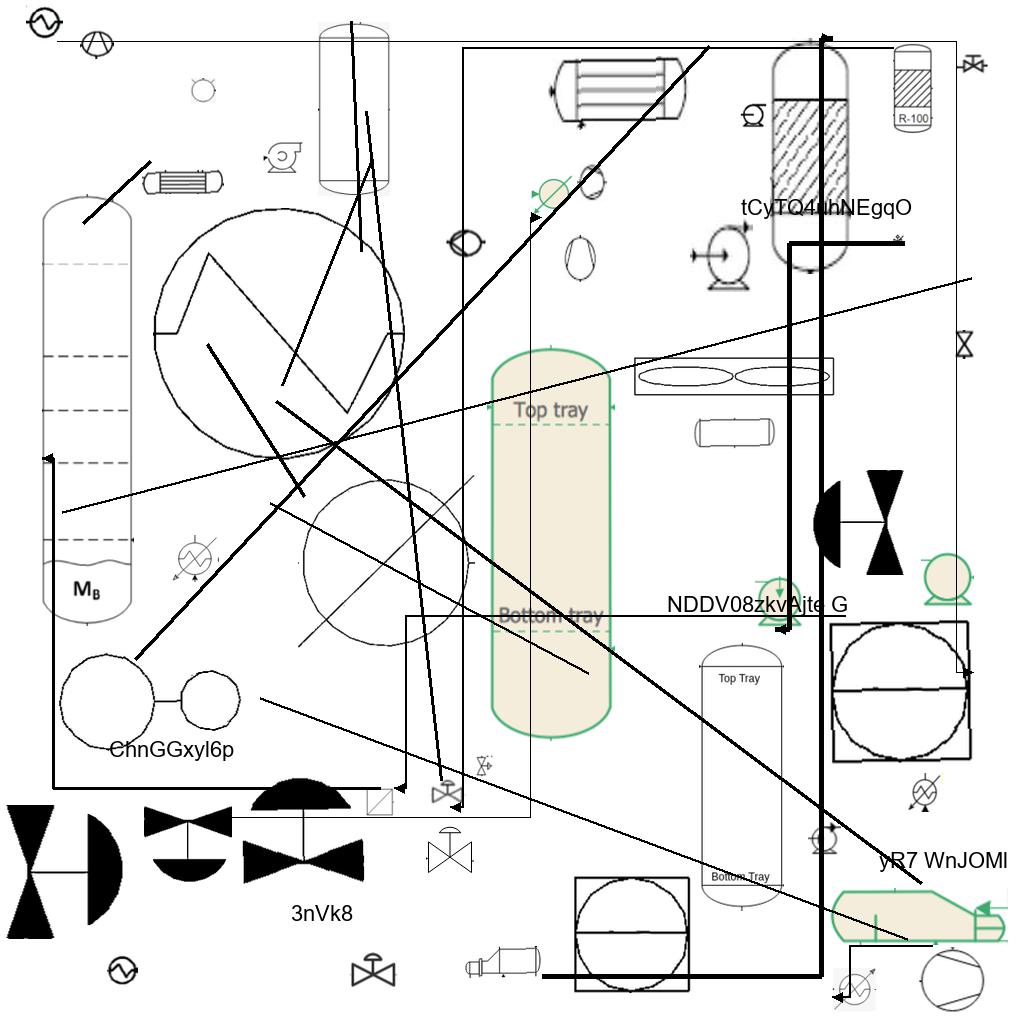 R-100
tCyTQ4uhNEgqO
Top tray
M_B
NDDV08zkvAjte G
Bottom tray
Top Tray
ChnGGxyl6p
yR7 WnJOMl
Bottom Tray
3nVk8